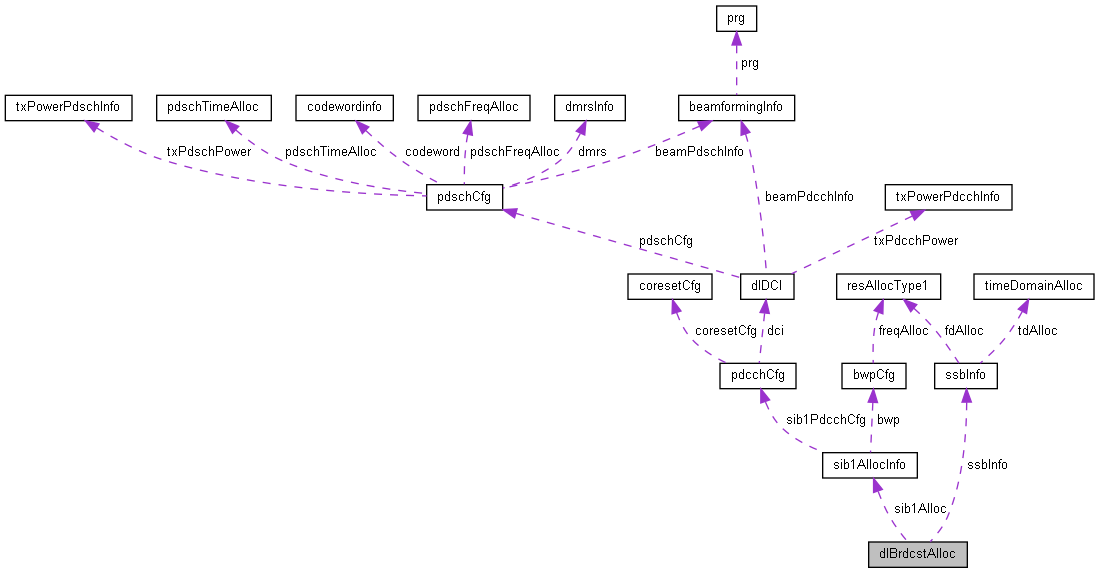 prg
prg
txPowerPdschInfo
pdschTimeAlloc
codewordinfo
pdschFreqAlloc
dmrsInfo
beamformingInfo
txPdschPower
pdschTimeAlloc
codeword
pdschFreqAlloc
dmrs
beamPdschInfo
pdschCfg
beamPdcchInfo
txPowerPdcchInfo
pdschCfg
txPdcchPower
coresetCfg
dlDCI
resAllocType1
timeDomainAlloc
coresetCfg
dci
freqAlloc
fdAlloc
tdAlloc
pdcchCfg
bwpCfg
ssbInfo
sib1PdcchCfg
bwp
sib1AllocInfo
ssbInfo
sib1Alloc
dlBrdcstAlloc